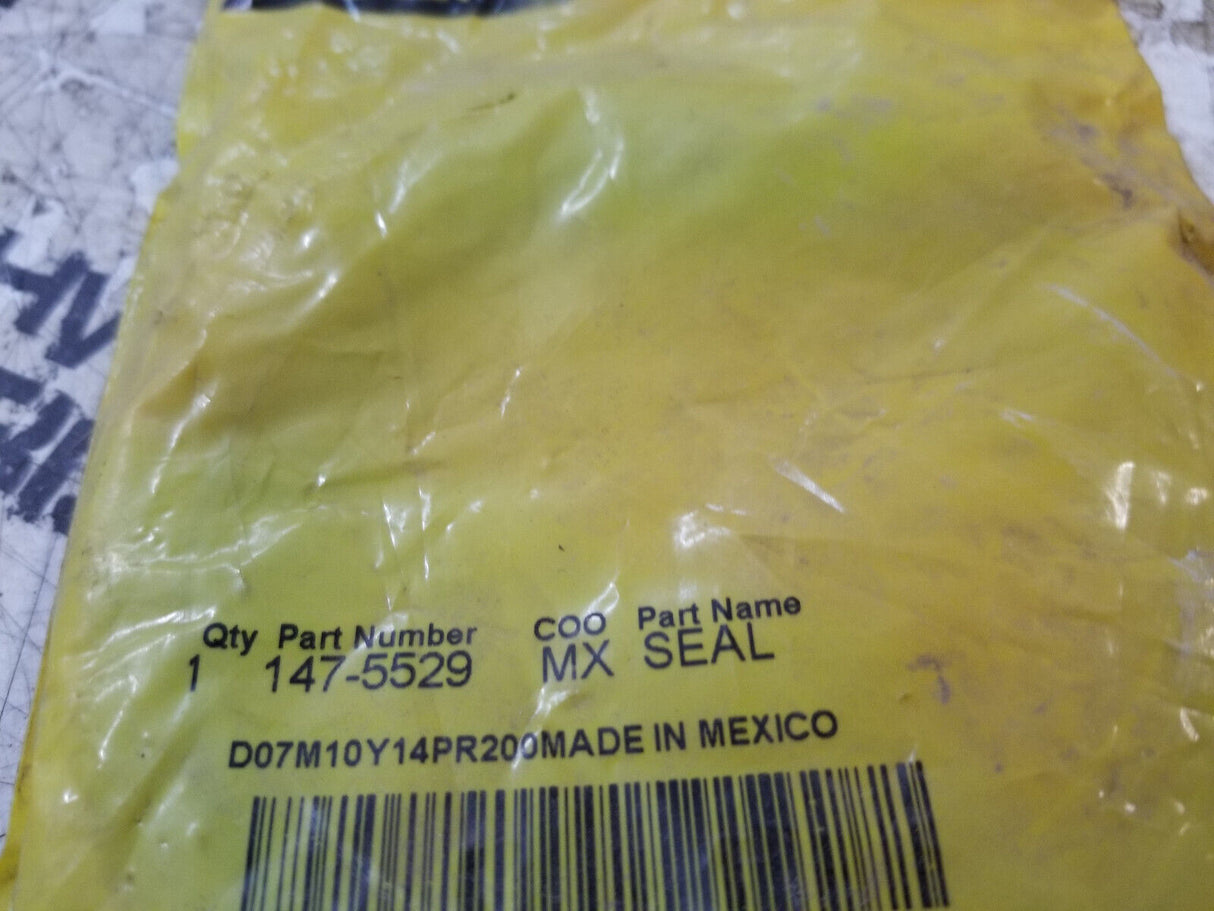 Qty Part Number COO Part Name
1 147-5529 MX SEAL
D07M10Y14PR200MADE IN MEXICO